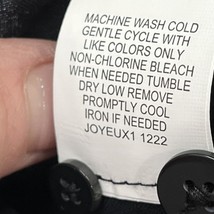 MACHINE WASH COLD
GENTLE CYCLE WITH
LIKE COLORS ONLY
NON-CHLORINE BLEACH
WHEN NEEDED TUMBLE
DRY LOW REMOVE
PROMPTLY COOL
IRON IF NEEDED
JOYEUX1 1222